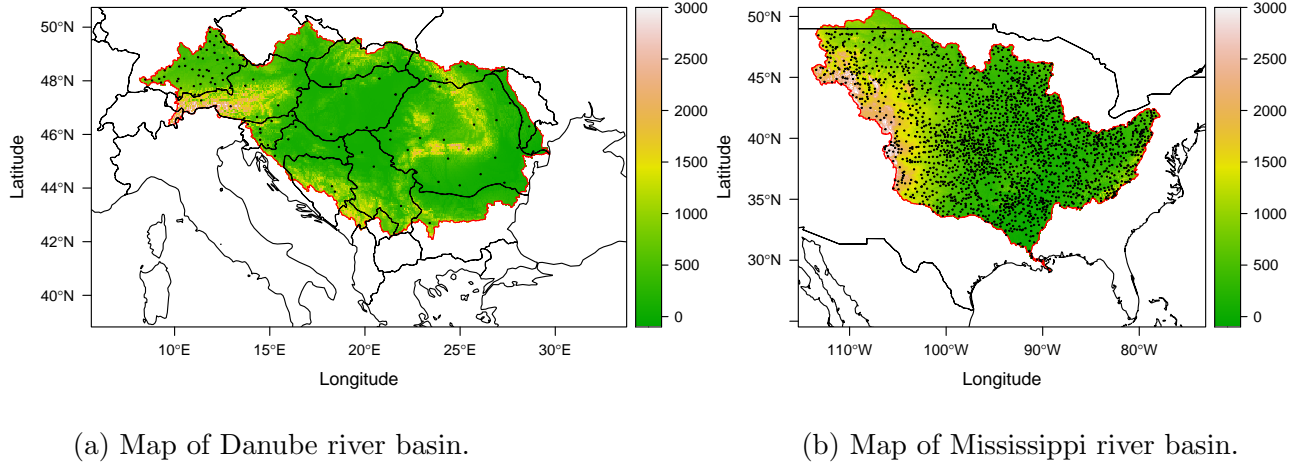 50°N
48°N
46°N
44°N
42°N
40°N
Latitude
10°E 15°E 20°E 25°E 30°E
Longitude
3000
2500
2000
1500
1000
500
0
(a) Map of Danube river basin.
50°N
45°N
40°N
35°N
30°N
Latitude
110°W 100°W 90°W 80°W
Longitude
3000
2500
2000
1500
1000
500
0
(b) Map of Mississippi river basin.